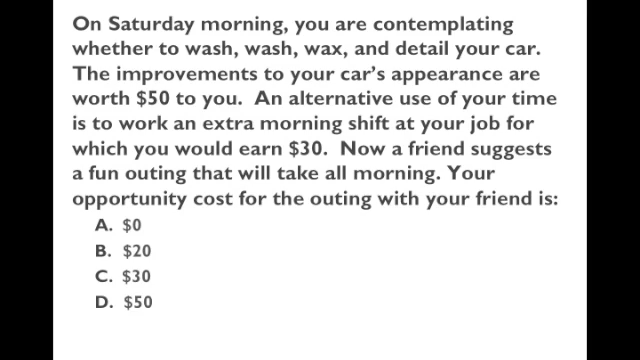 On Saturday morning, you are contemplating
whether to wash, wash, wax, and detail your car.
The improvements to your car's appearance are
worth $50 to you.  An alternative use of your time
is to work an extra morning shift at your job for
which you would earn $30.  Now a friend suggests
a fun outing that will take all morning. Your
opportunity cost for the outing with your friend is:
A. $0
B. $20
C. $30
D. $50